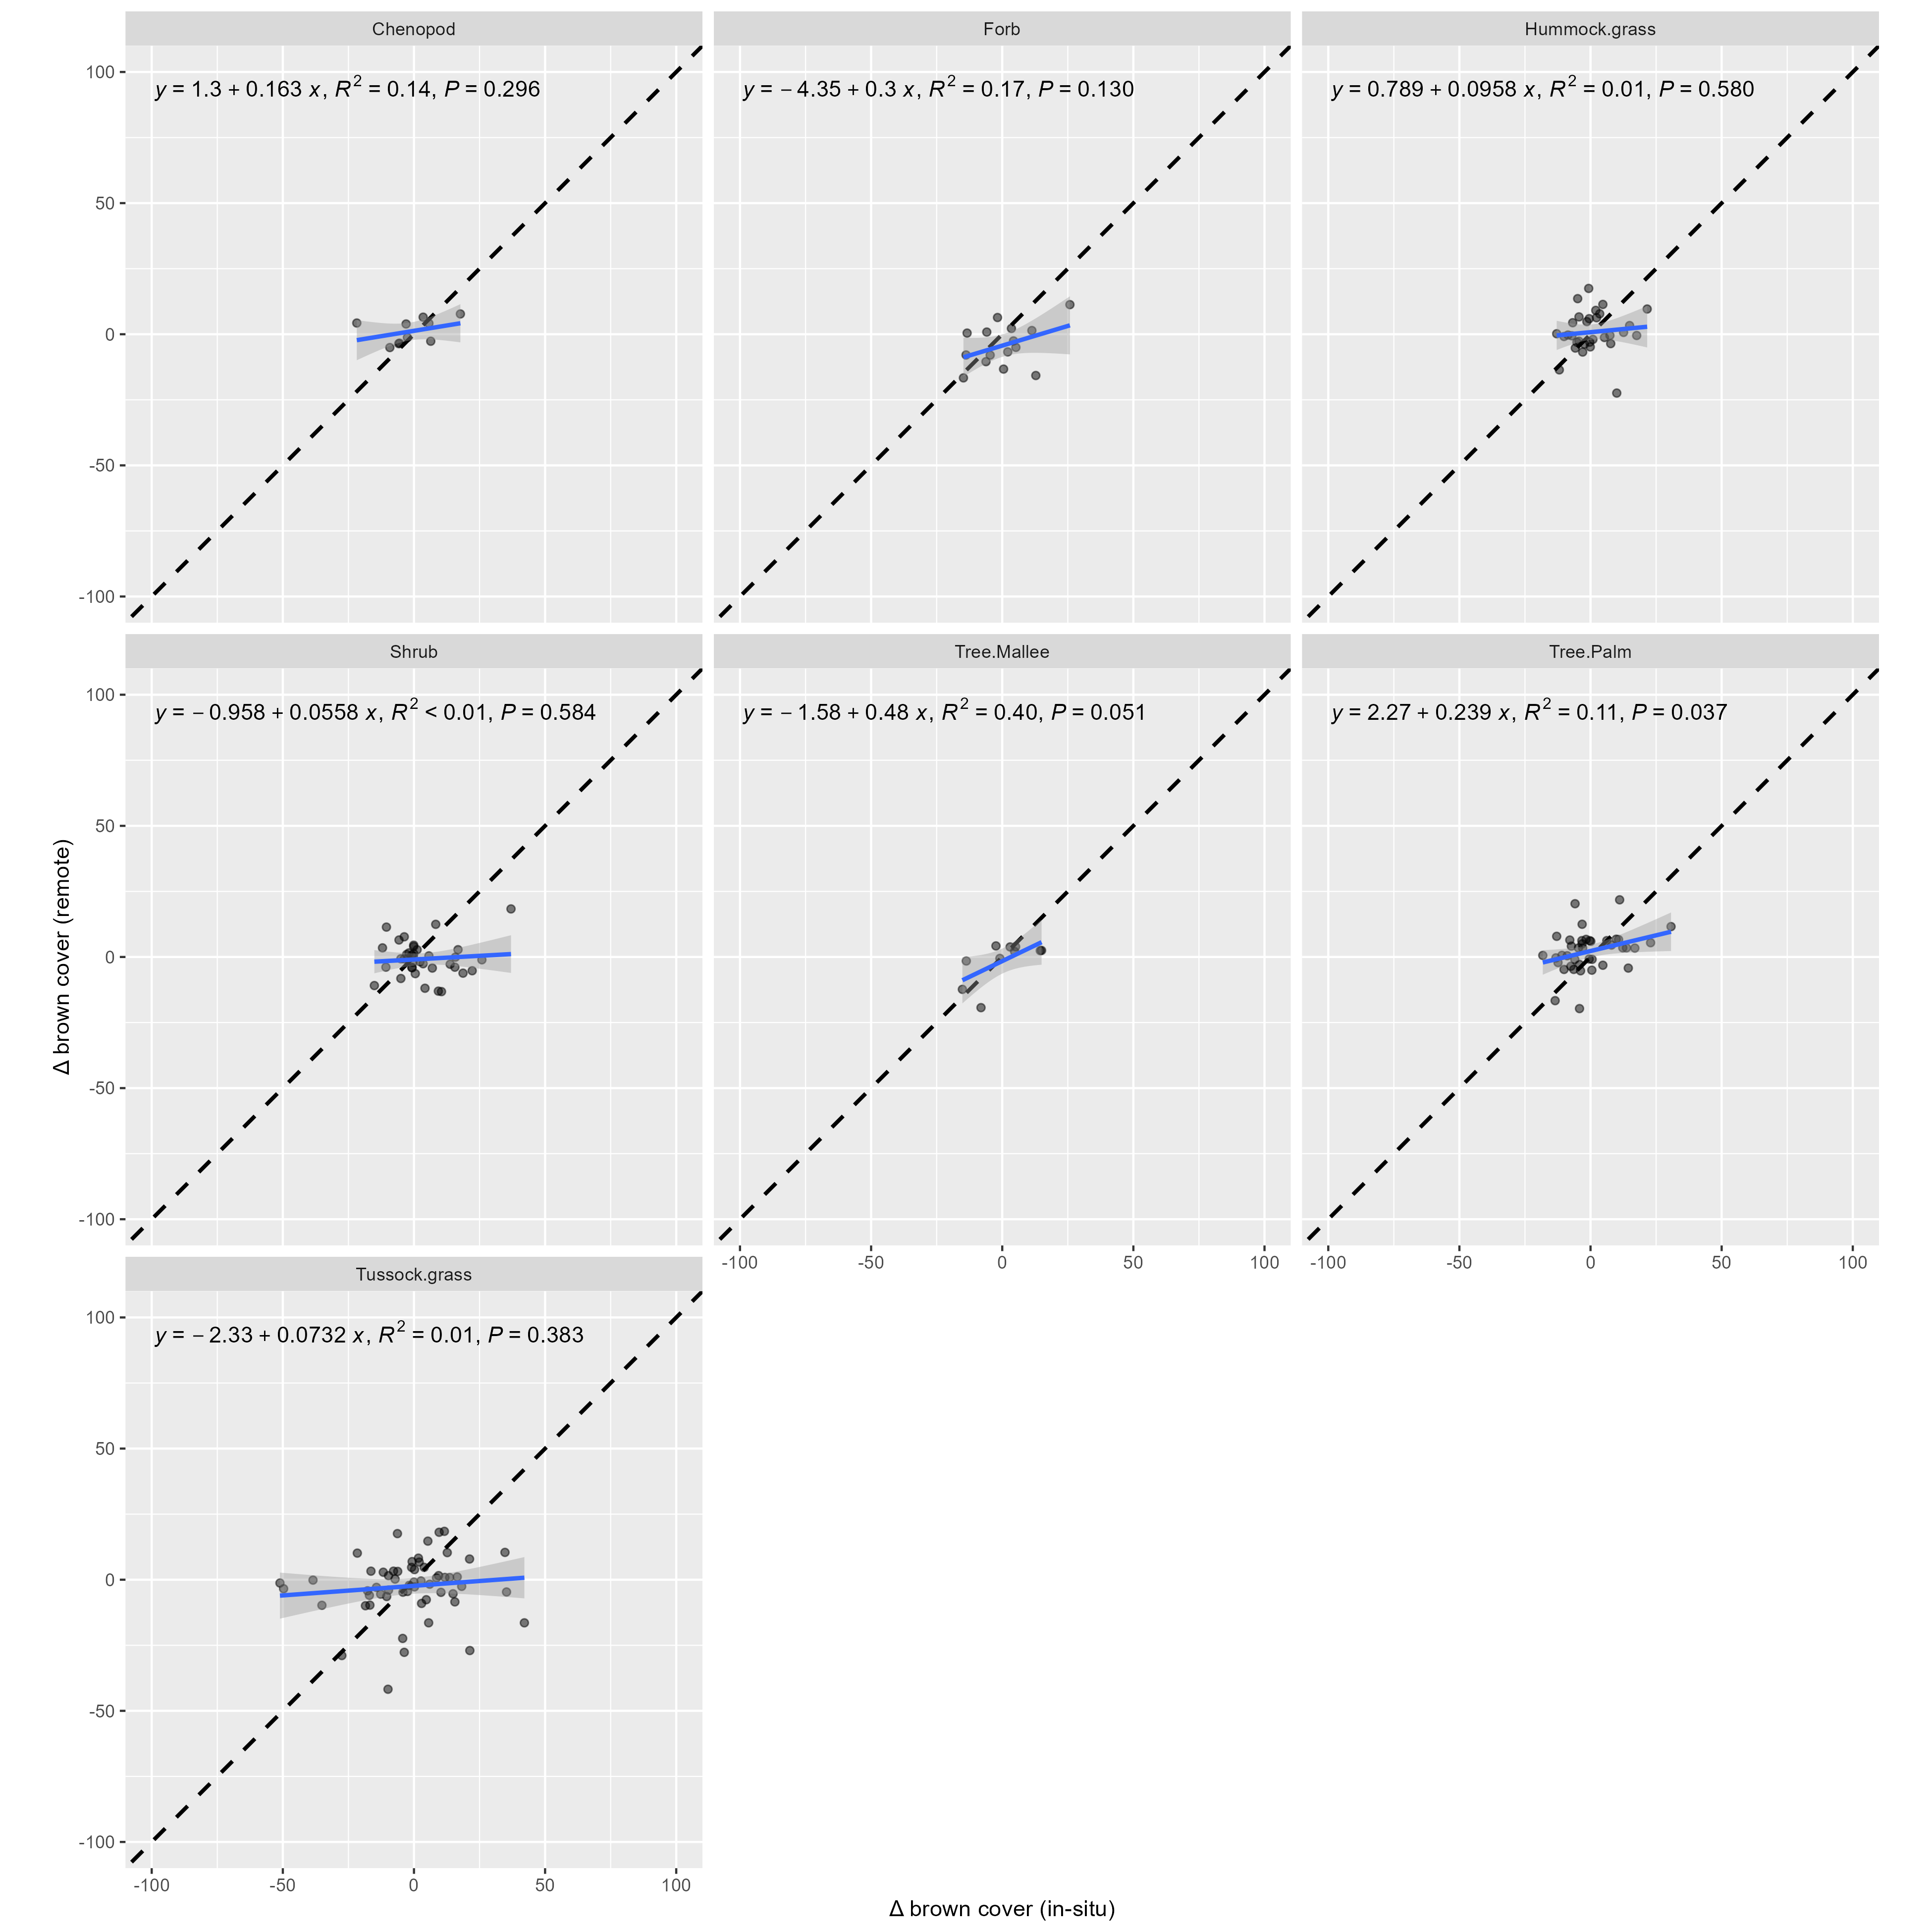 Chenopod Forb Hummock.grass
y = 1.3 + 0.163 x, R² = 0.14, P = 0.296
y = − 4.35 + 0.3 x, R² = 0.17, P = 0.130
y = 0.789 + 0.0958 x, R² = 0.01, P = 0.580
100
50
0
-50
-100
Shrub Tree.Mallee Tree.Palm
y = − 0.958 + 0.0558 x, R² < 0.01, P = 0.584
y = − 1.58 + 0.48 x, R² = 0.40, P = 0.051
y = 2.27 + 0.239 x, R² = 0.11, P = 0.037
100
50
0
-50
-100
-100 -50 0 50 100
-100 -50 0 50 100
Δ brown cover (remote)
Tussock.grass
y = − 2.33 + 0.0732 x, R² = 0.01, P = 0.383
100
50
0
-50
-100
-100 -50 0 50 100
Δ brown cover (in-situ)